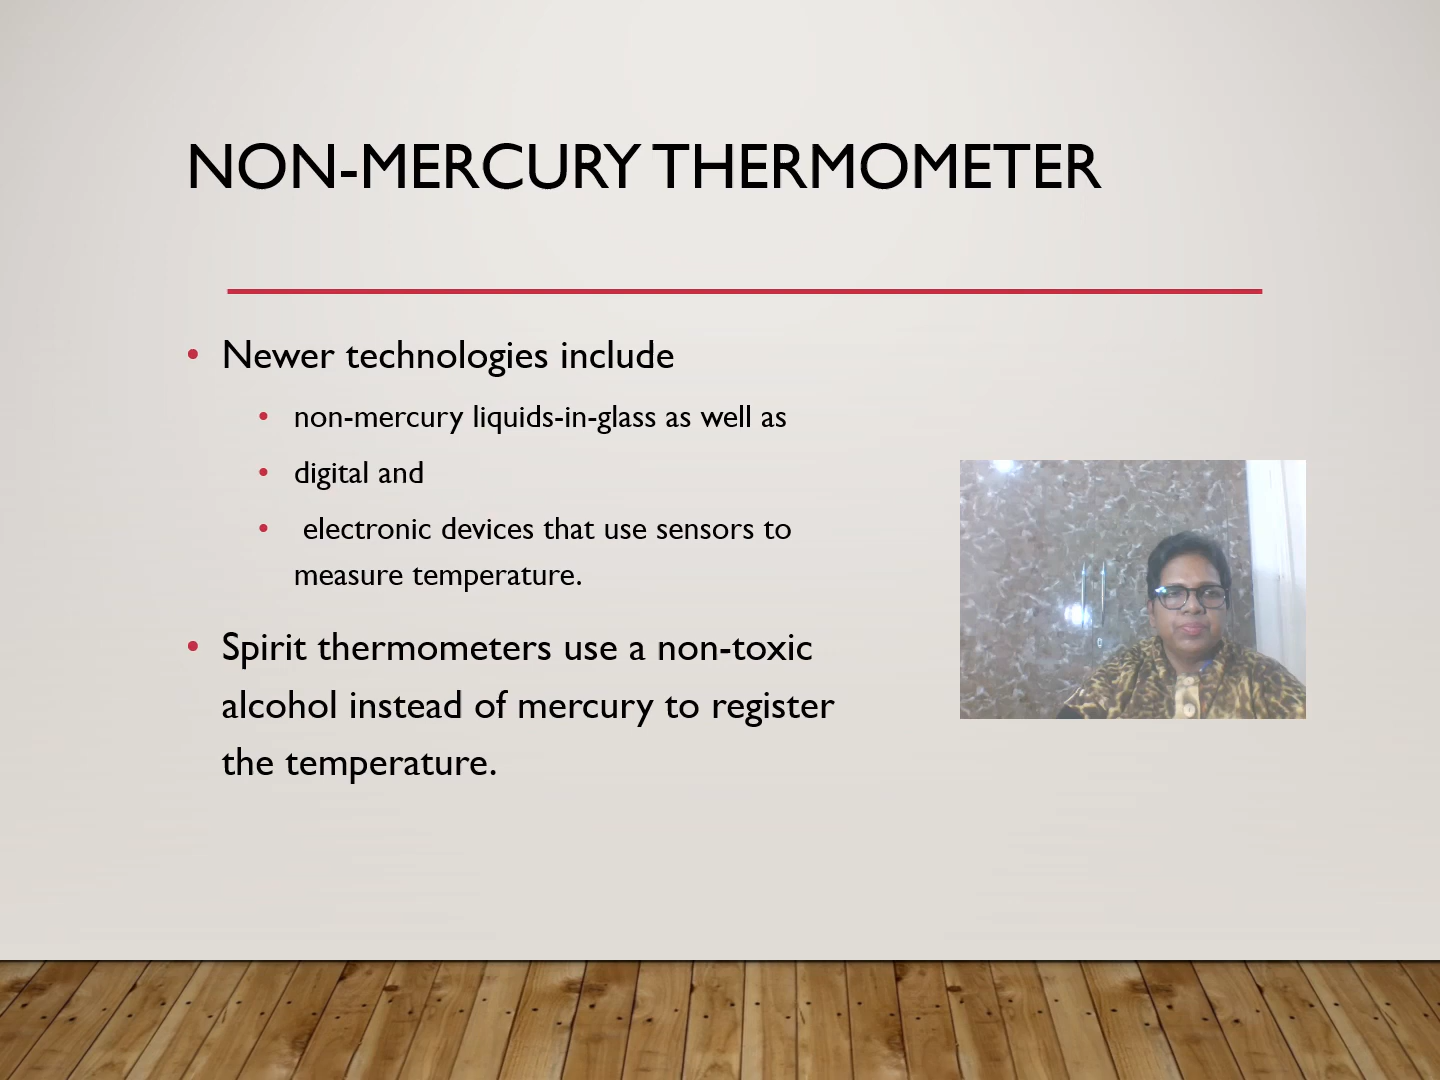 NON-MERCURY THERMOMETER
• Newer technologies include
• non-mercury liquids-in-glass as well as
• digital and
• electronic devices that use sensors to
measure temperature.
• Spirit thermometers use a non-toxic
alcohol instead of mercury to register
the temperature.